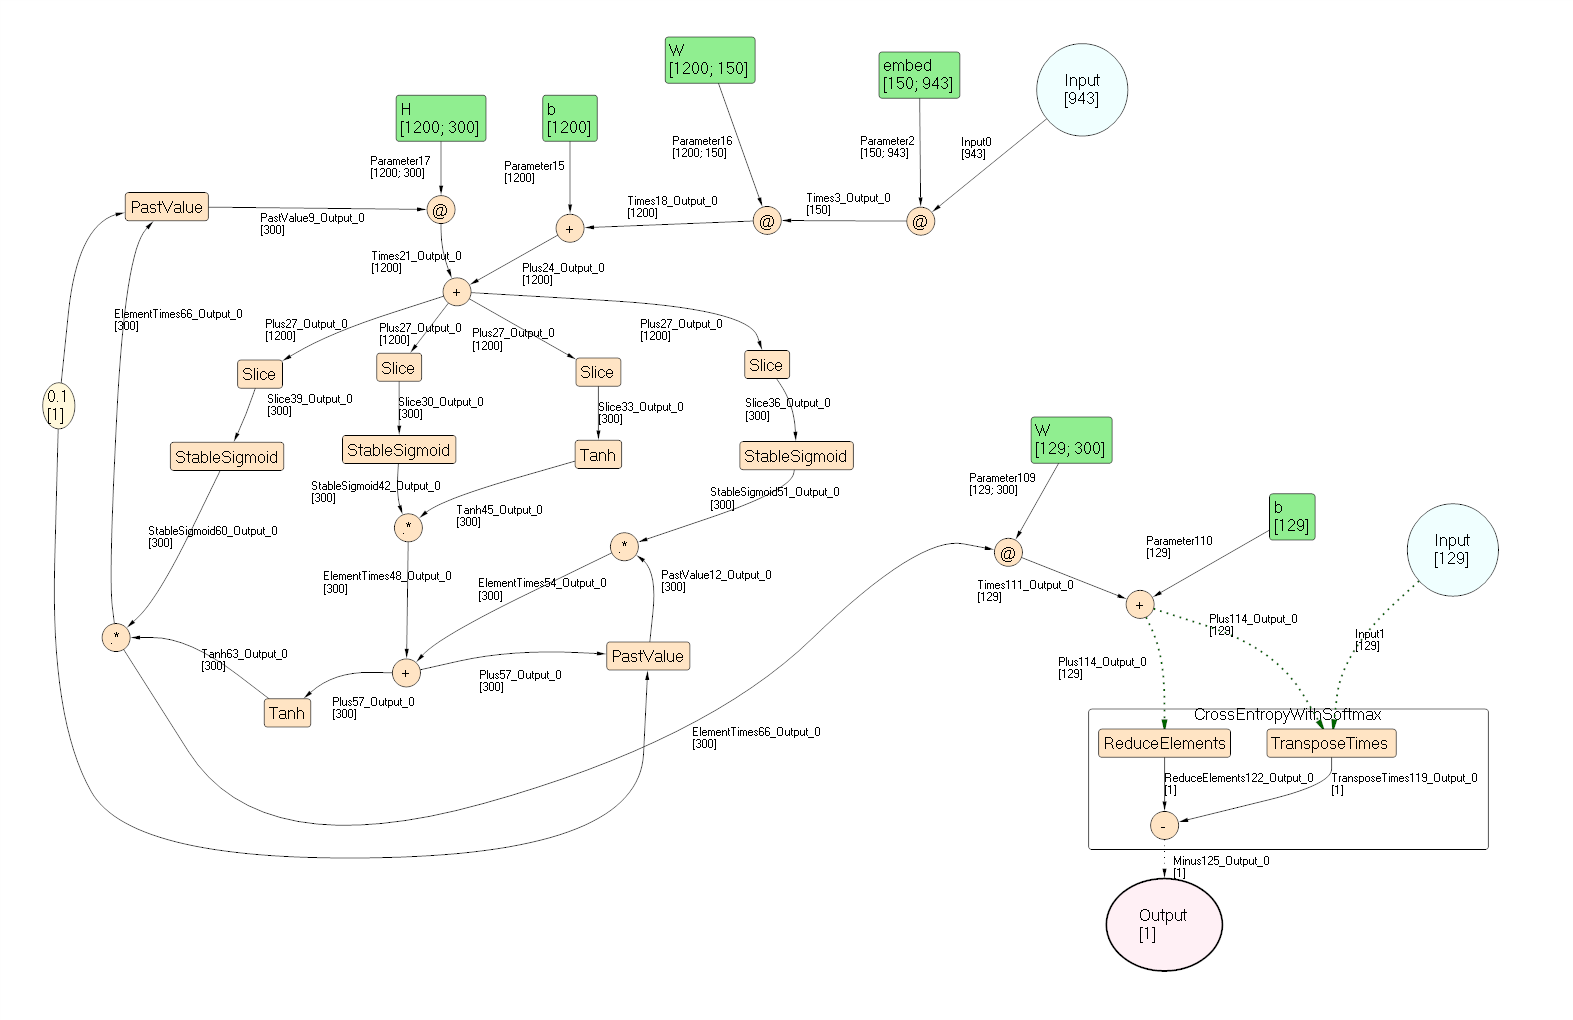 W
[1200; 150]
embed
[150; 943]
Input
[943]
H
[1200; 300]
b
[1200]
Parameter16
[1200; 150]
Parameter2
[150; 943]
Input0
[943]
Parameter17
[1200; 300]
Parameter15
[1200]
PastValue
PastValue9_Output_0
[300]
@
Times18_Output_0
[1200]
Times3_Output_0
[150]
+
@
@
Times21_Output_0
[1200]
Plus24_Output_0
[1200]
+
ElementTimes66_Output_0
[300]
Plus27_Output_0
[1200]
Plus27_Output_0
[1200]
Plus27_Output_0
[1200]
Plus27_Output_0
[1200]
Slice
Slice
Slice
Slice
0.1
[1]
Slice39_Output_0
[300]
Slice30_Output_0
[300]
Slice33_Output_0
[300]
Slice36_Output_0
[300]
StableSigmoid
StableSigmoid
Tanh
StableSigmoid
W
[129; 300]
StableSigmoid42_Output_0
[300]
Tanh45_Output_0
[300]
StableSigmoid51_Output_0
[300]
Parameter109
[129; 300]
b
[129]
Input
[129]
StableSigmoid60_Output_0
[300]
.*
.*
@
Parameter110
[129]
ElementTimes48_Output_0
[300]
ElementTimes54_Output_0
[300]
PastValue12_Output_0
[300]
Times111_Output_0
[129]
+
.*
Tanh63_Output_0
[300]
+
PastValue
Plus114_Output_0
[129]
Input1
[129]
Plus57_Output_0
[300]
Plus57_Output_0
[300]
Plus114_Output_0
[129]
Tanh
ElementTimes66_Output_0
[300]
CrossEntropyWithSoftmax
ReduceElements
TransposeTimes
ReduceElements122_Output_0
[1]
TransposeTimes119_Output_0
[1]
-
Minus125_Output_0
[1]
Output
[1]